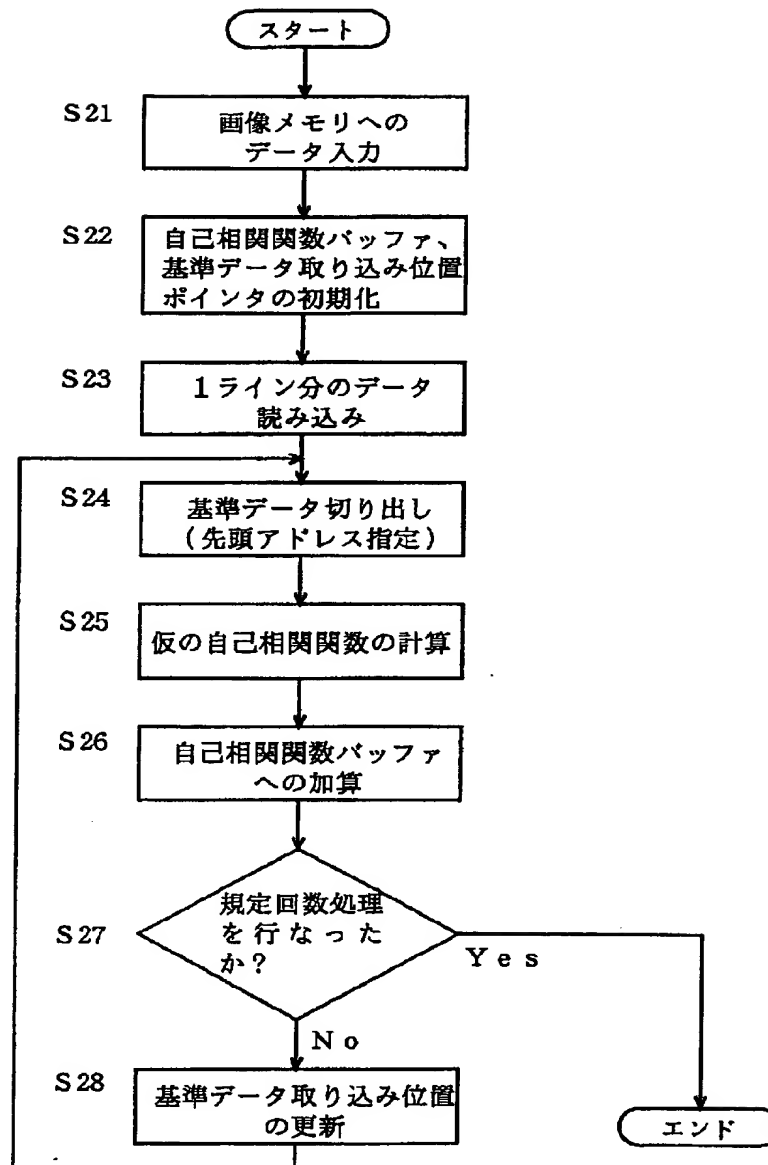 スタート
S21
画像メモリへの
データ入力
S22
自己相関関数バッファ、
基準データ取り込み位置
ポインタの初期化
S23
1ライン分のデータ
読み込み
S24
基準データ切り出し
(先頭アドレス指定)
S25
仮の自己相関関数の計算
S26
自己相関関数バッファ
への加算
S27
規定回数処理
を行なった
か?
Yes
No
S28
基準データ取り込み位置
の更新
エンド